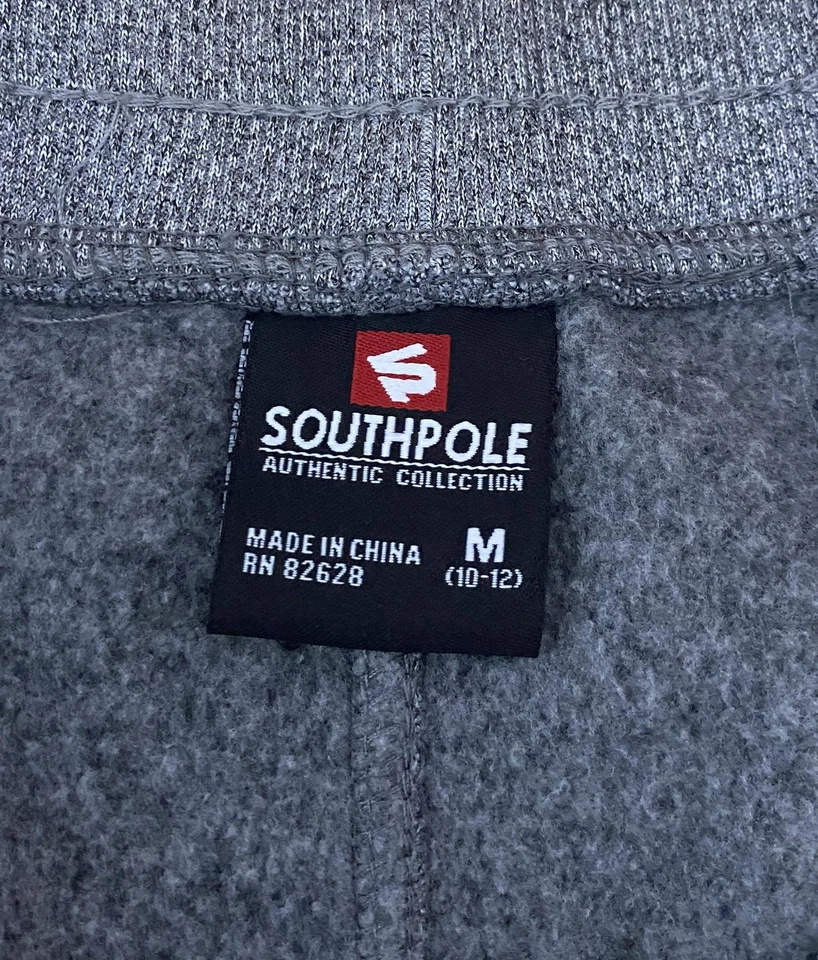 SOUTHPOLE
AUTHENTIC COLLECTION
MADE IN CHINA
RN 82628
M
(10-12)